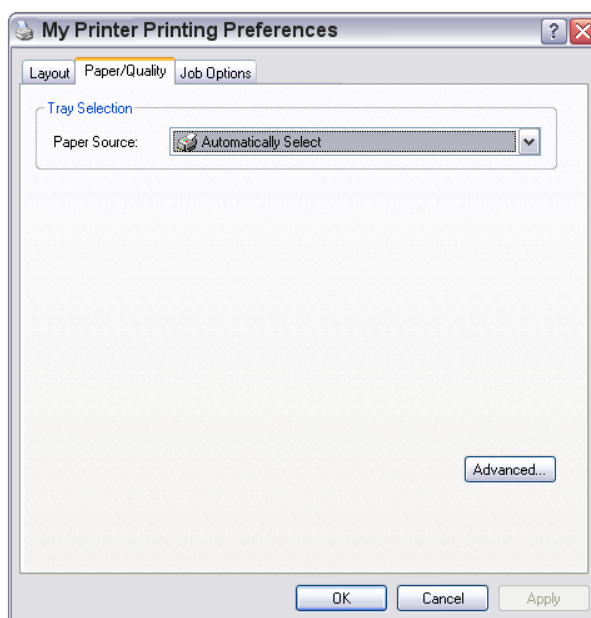 My Printer Printing Preferences
Layout Paper/Quality Job Options
Tray Selection
Paper Source: Automatically Select
Advanced...
OK Cancel Apply